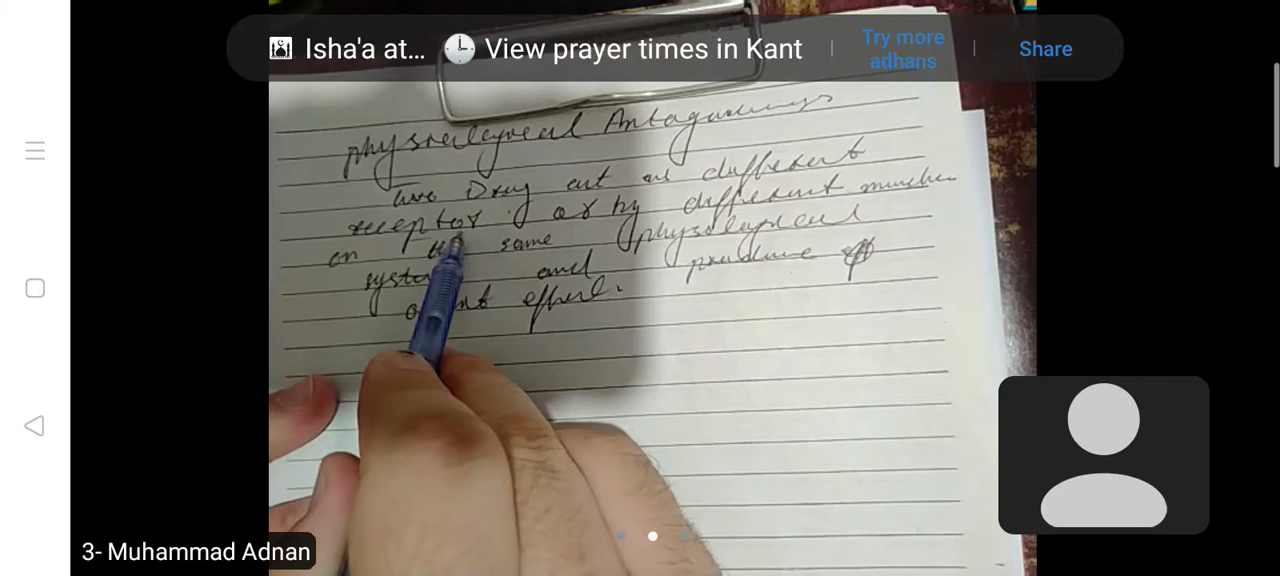 Isha'a at... View prayer times in Kant Try more adhans Share
Physiological Antagonism
two Drug act at different
receptor or by different
on the same physiological
system and produce
effect.
3- Muhammad Adnan